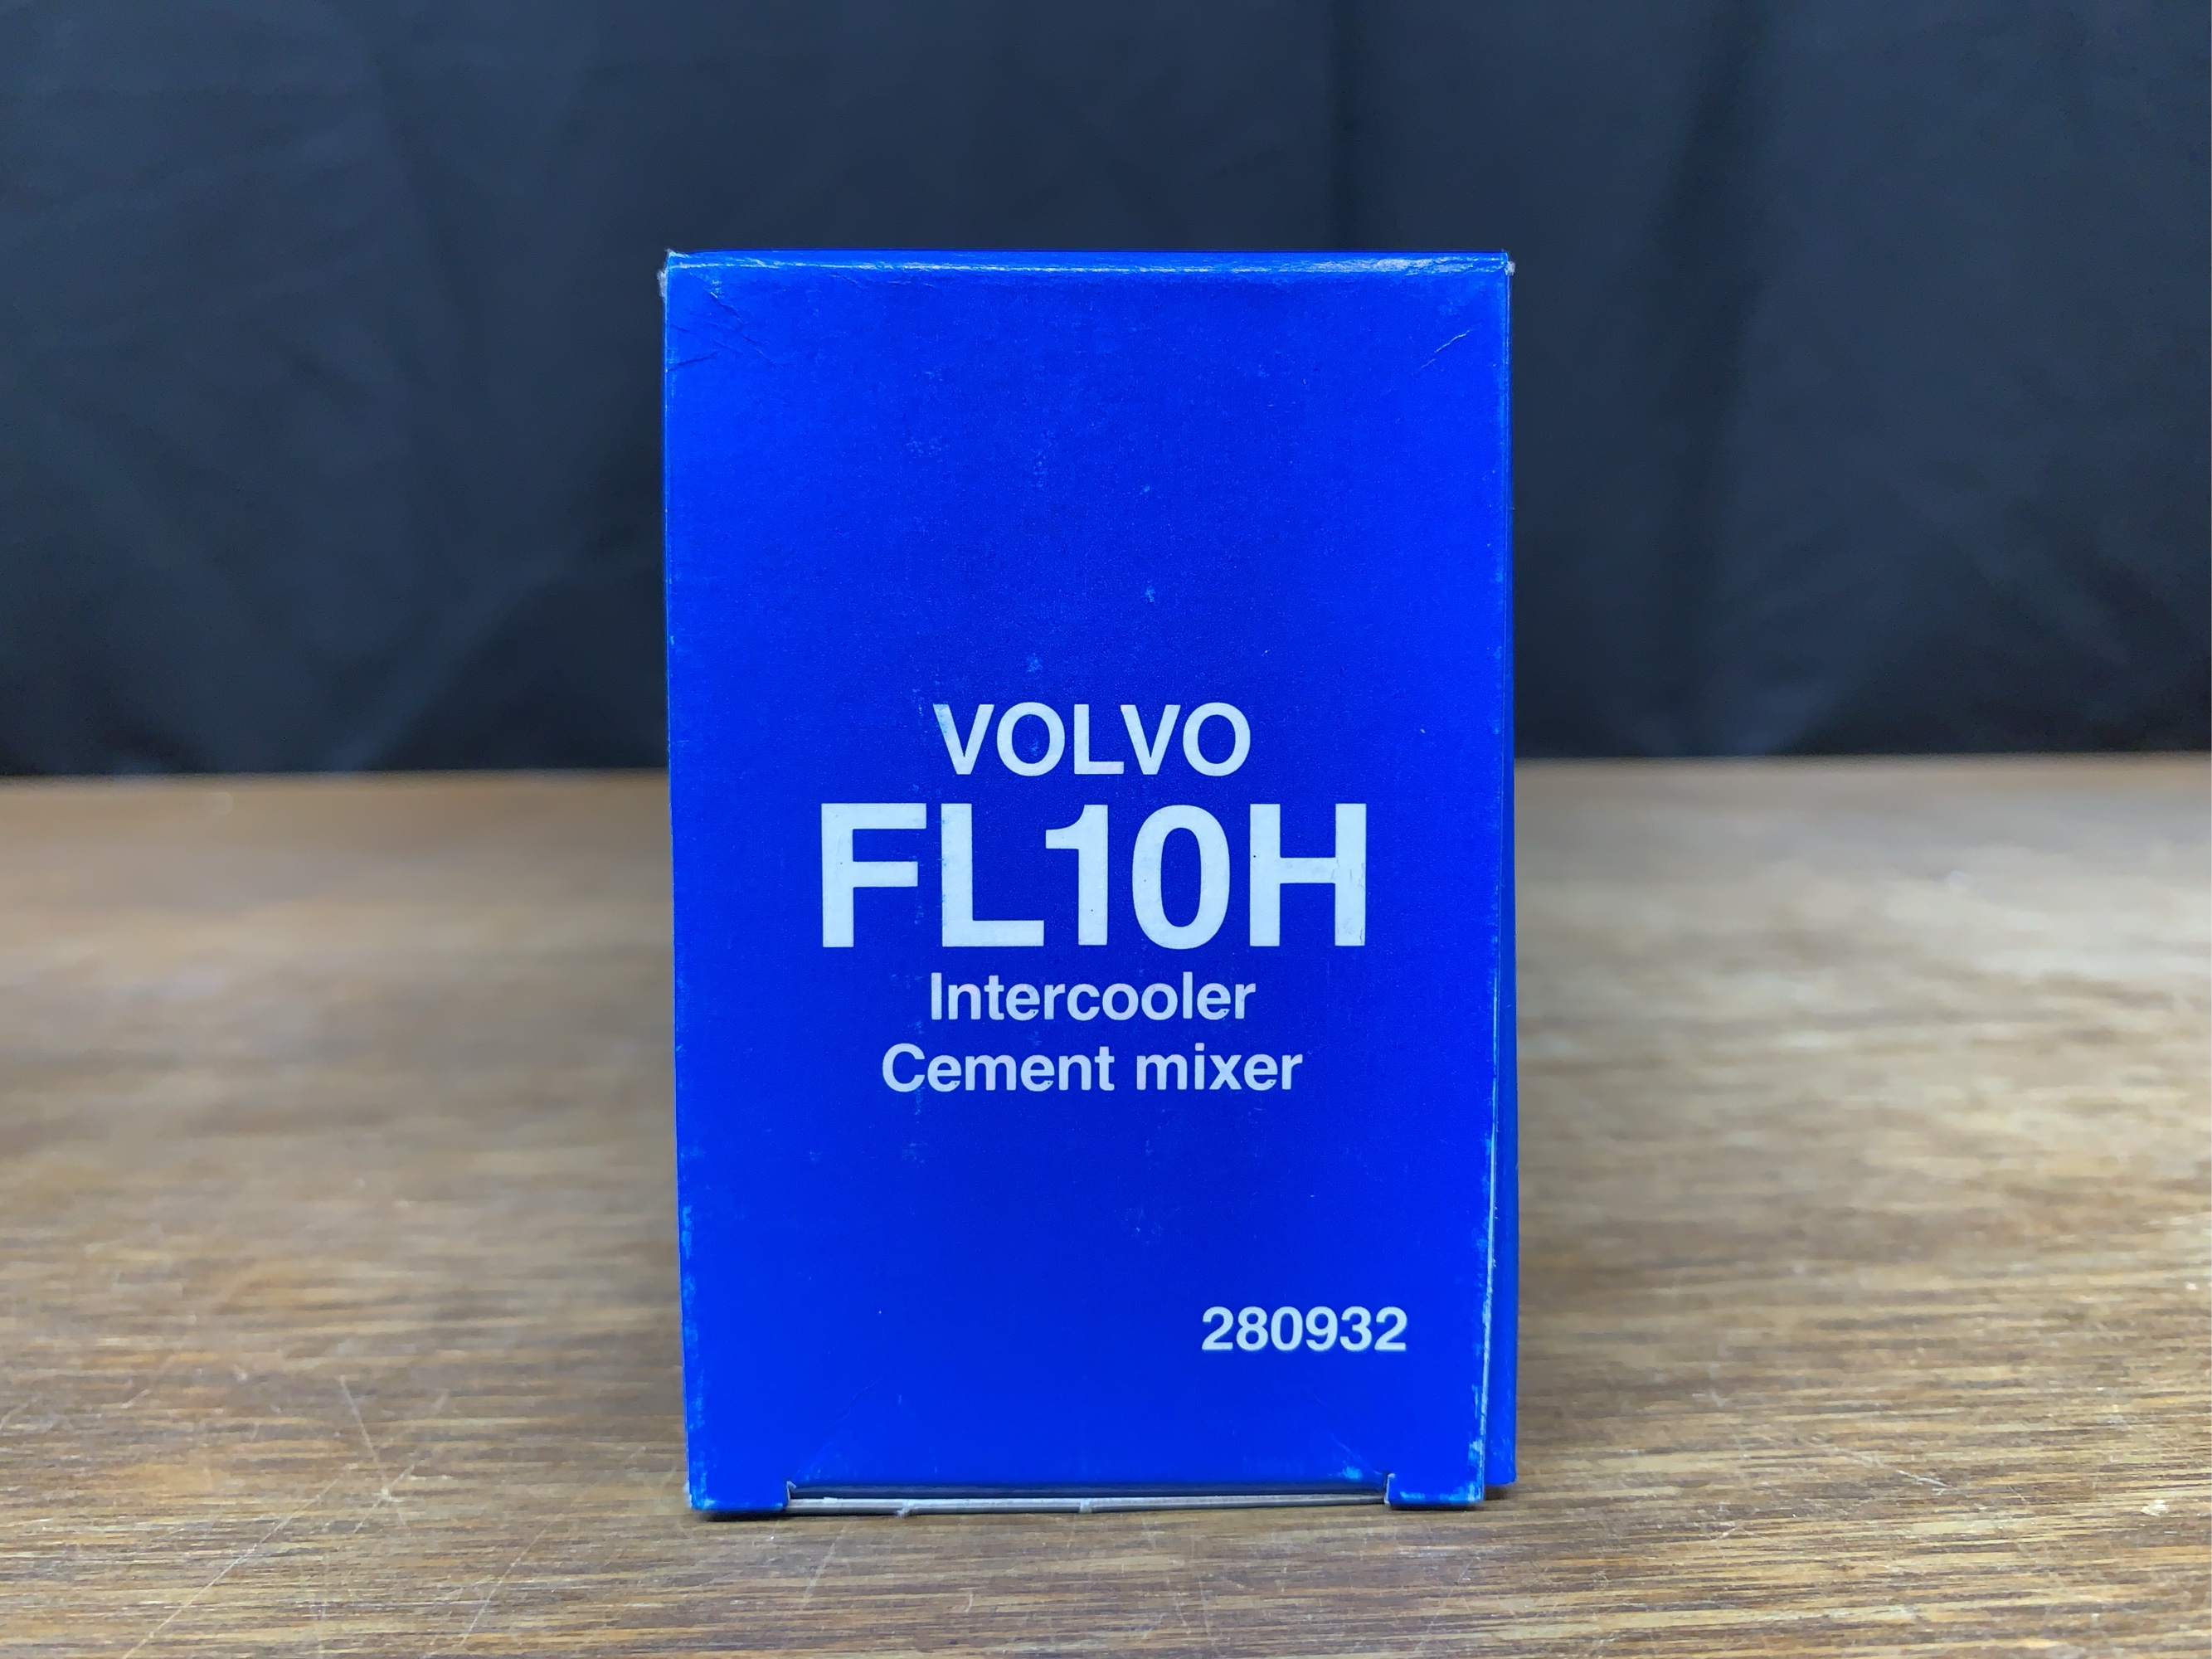 VOLVO
FL10H
Intercooler
Cement mixer
280932